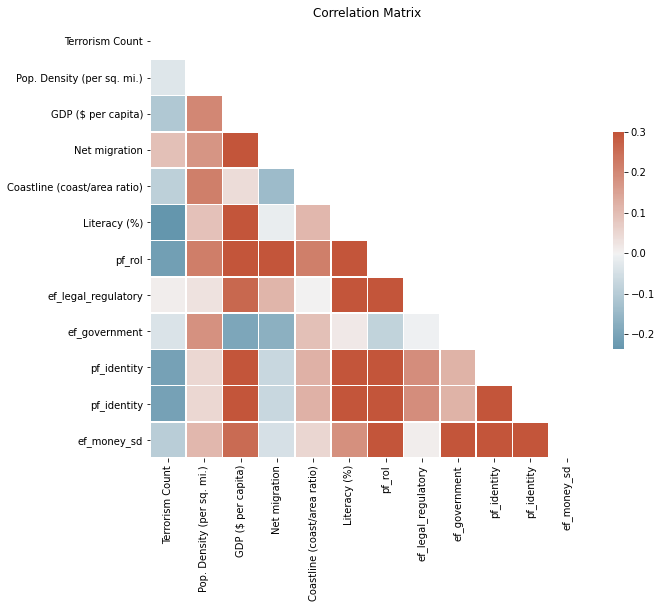 Correlation Matrix
Terrorism Count
Pop. Density (per sq. mi.)
GDP ($ per capita)
Net migration
Coastline (coast/area ratio)
Literacy (%)
pf_rol
ef_legal_regulatory
ef_government
pf_identity
pf_identity
ef_money_sd
0.3
0.2
0.1
0.0
−0.1
−0.2
Terrorism Count
Pop. Density (per sq. mi.)
GDP ($ per capita)
Net migration
Coastline (coast/area ratio)
Literacy (%)
pf_rol
ef_legal_regulatory
ef_government
pf_identity
pf_identity
ef_money_sd